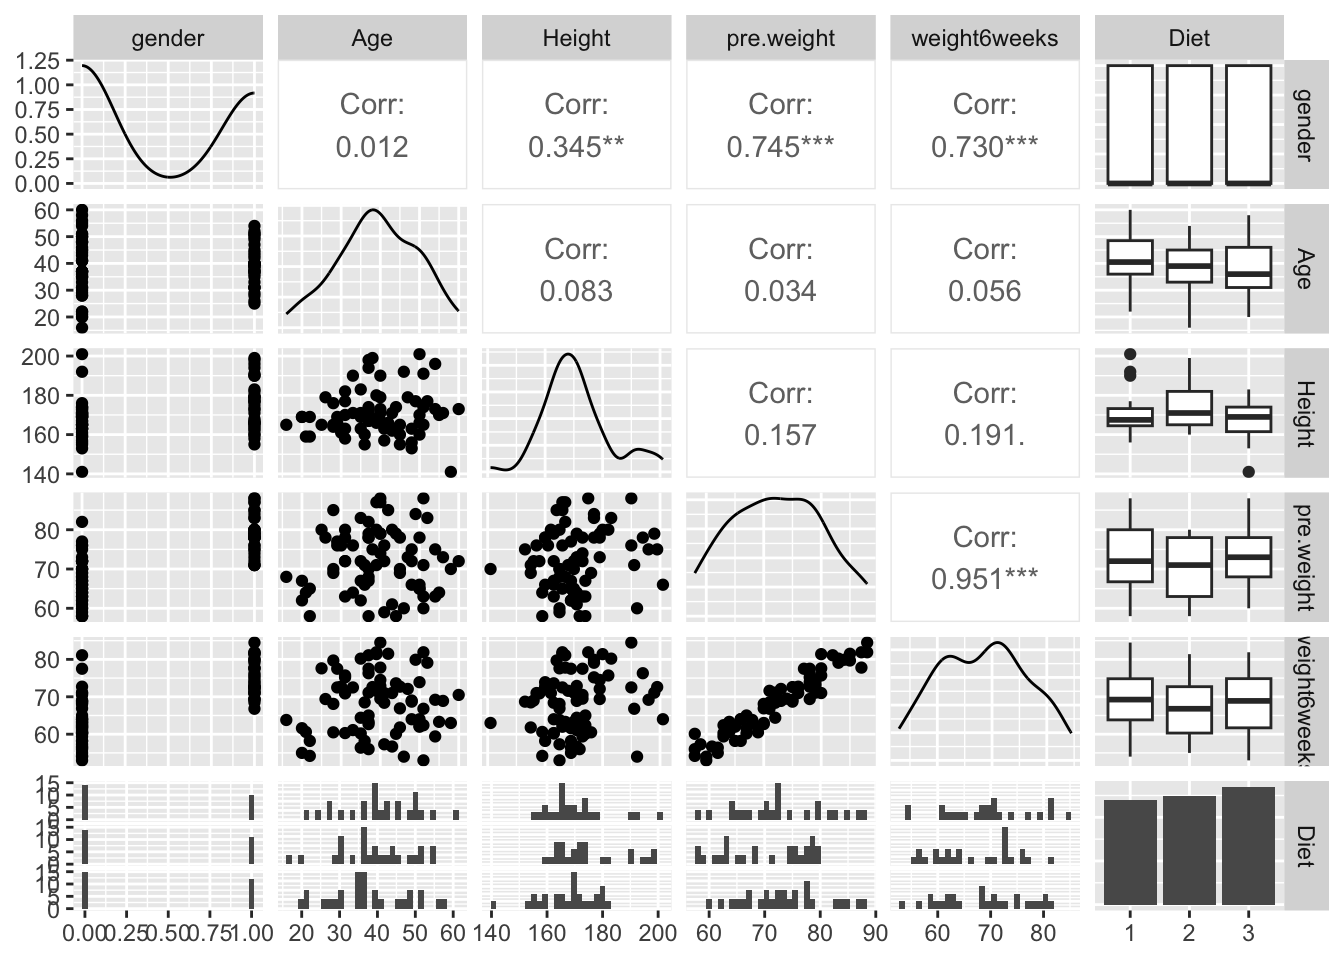 gender Age Height pre.weight weight6weeks Diet
1.25
1.00
0.75
0.50
0.25
0.00
Corr:
0.012
Corr:
0.345**
Corr:
0.745***
Corr:
0.730***
gender
60
50
40
30
20
Corr:
0.083
Corr:
0.034
Corr:
0.056
Age
200
180
160
140
Corr:
0.157
Corr:
0.191.
Height
80
70
60
Corr:
0.951***
pre.weight
80
70
60
weight6weeks
15
15
0
Diet
0.00 0.25 0.50 0.75 1.00 20 30 40 50 60 140 160 180 200 60 70 80 90 60 70 80 1 2 3